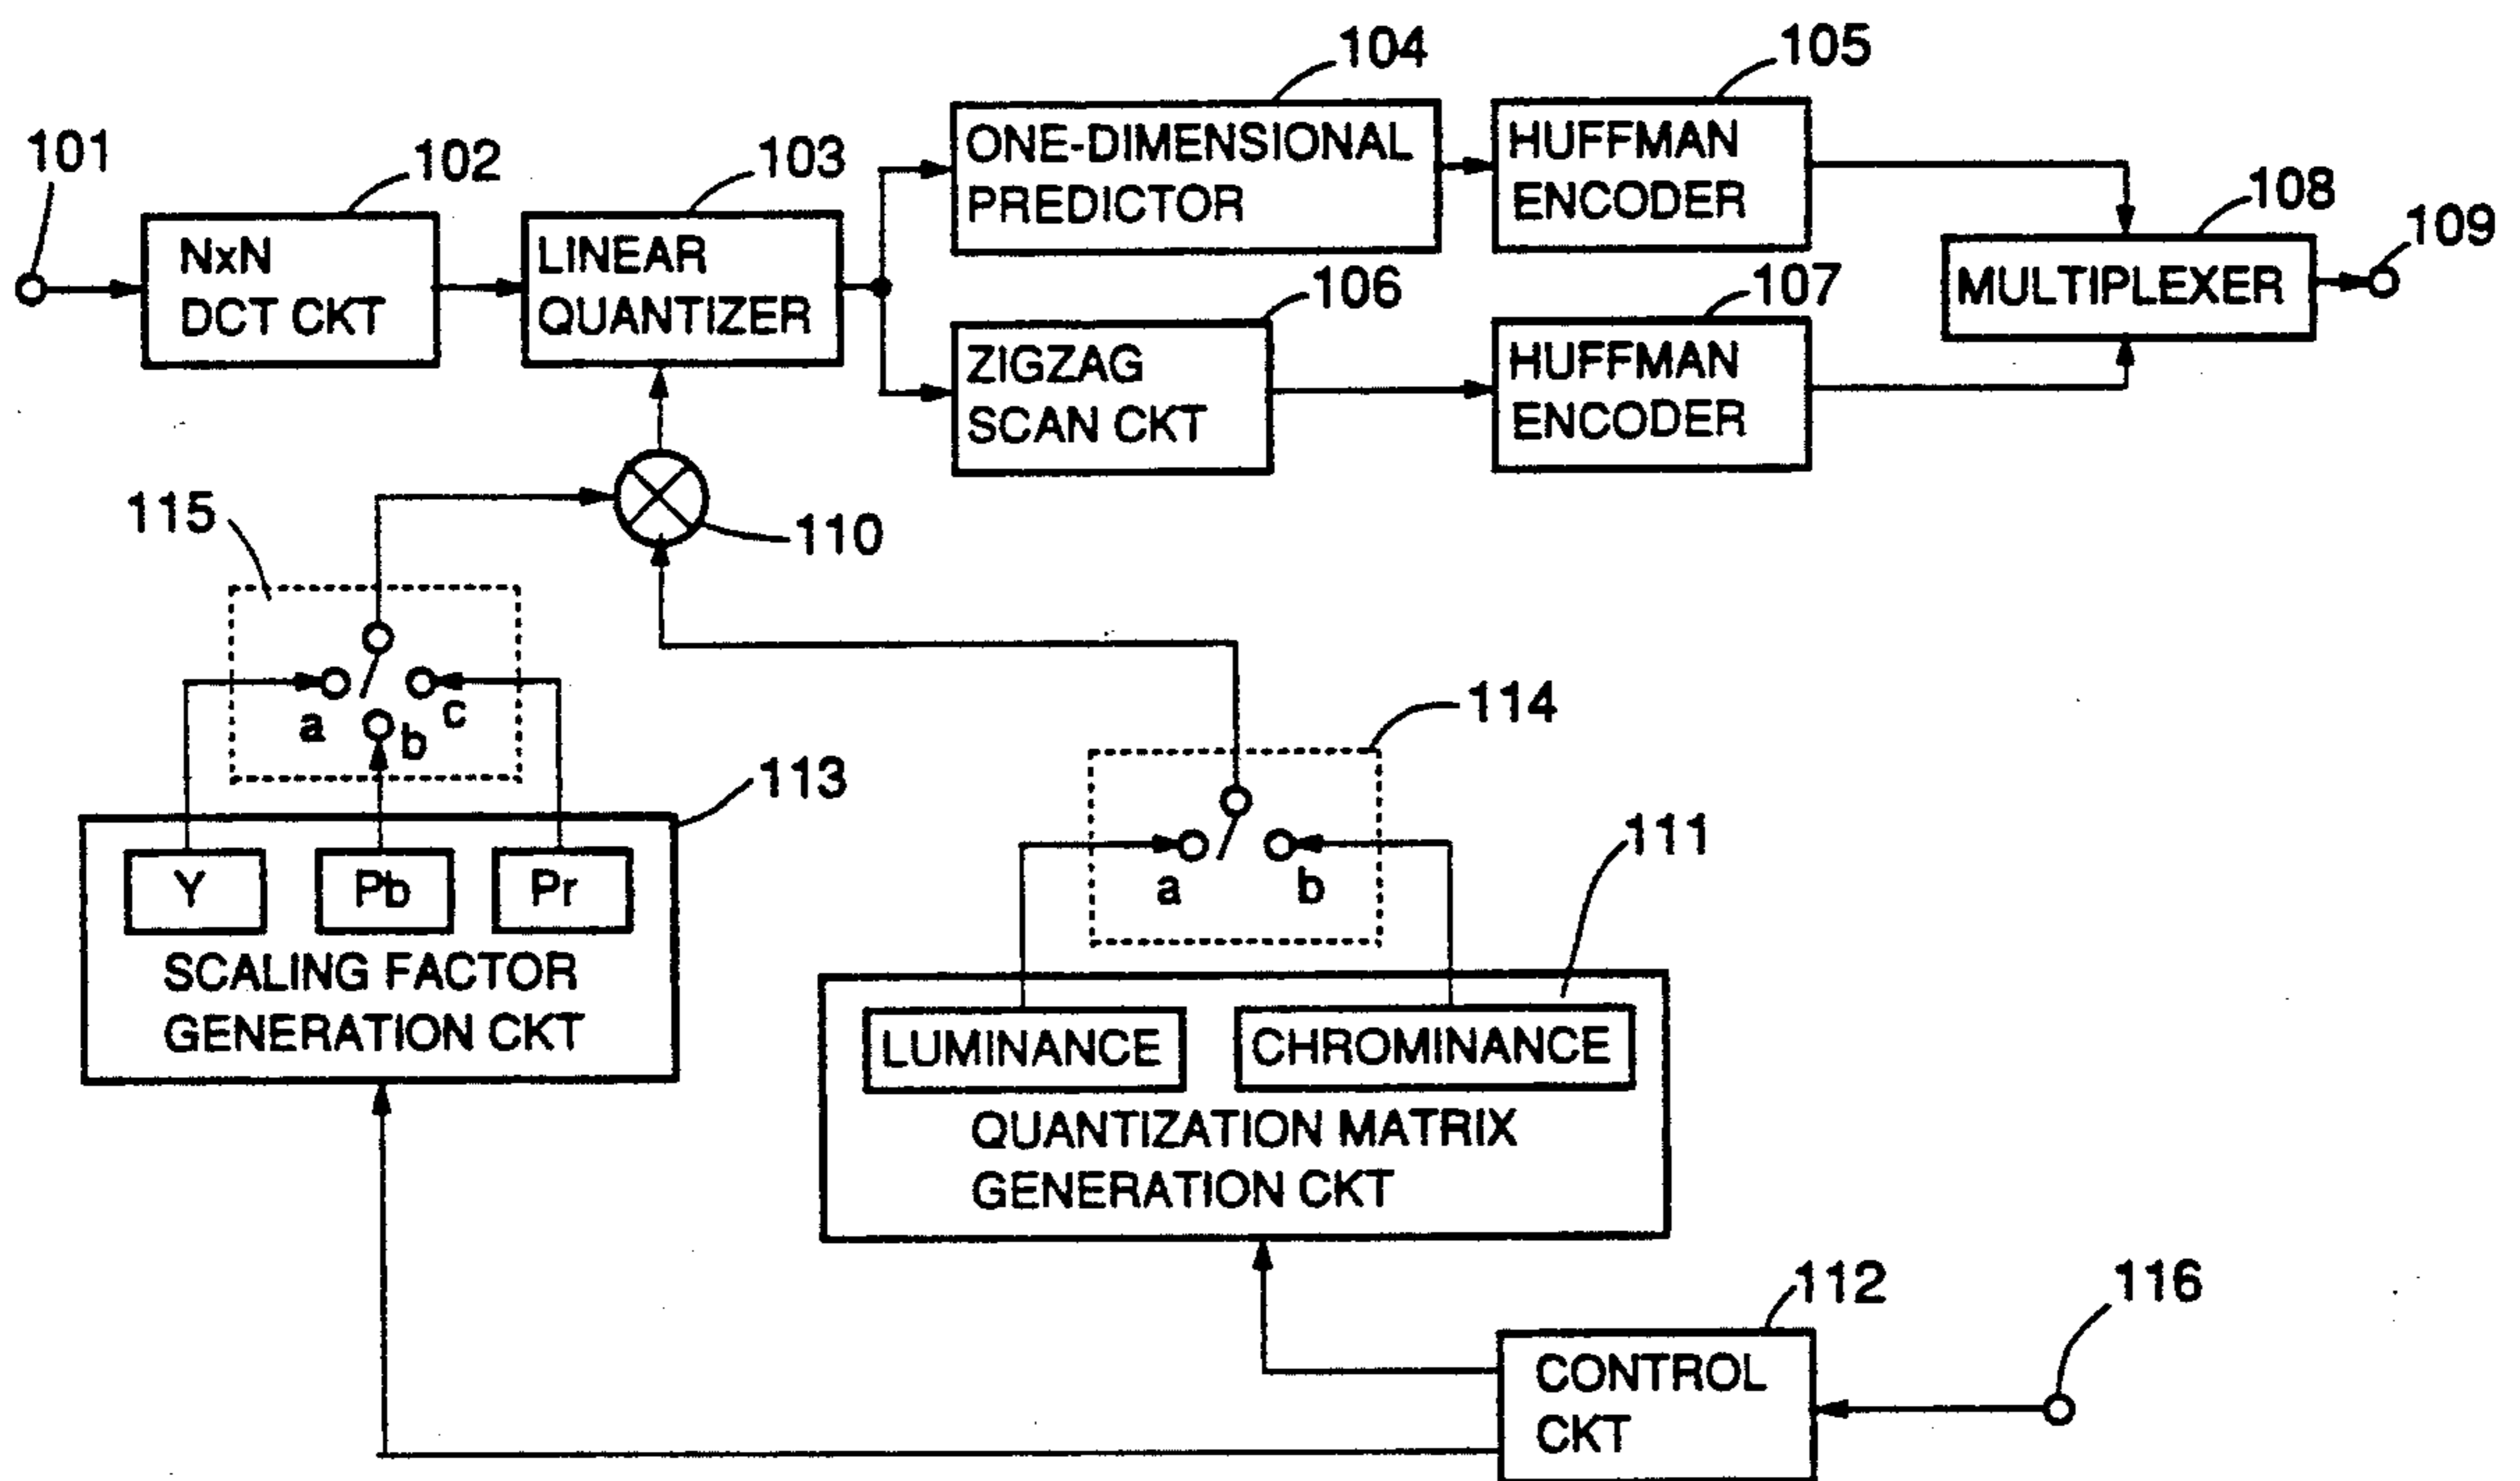 104
105
101
102
103
ONE-DIMENSIONAL
PREDICTOR
HUFFMAN
ENCODER
108
109
NxN
DCT CKT
LINEAR
QUANTIZER
106
107
MULTIPLEXER
ZIGZAG
SCAN CKT
HUFFMAN
ENCODER
115
110
a
b
c
114
113
111
a
b
Y
Pb
Pr
SCALING FACTOR
GENERATION CKT
LUMINANCE
CHROMINANCE
QUANTIZATION MATRIX
GENERATION CKT
112
116
CONTROL
CKT